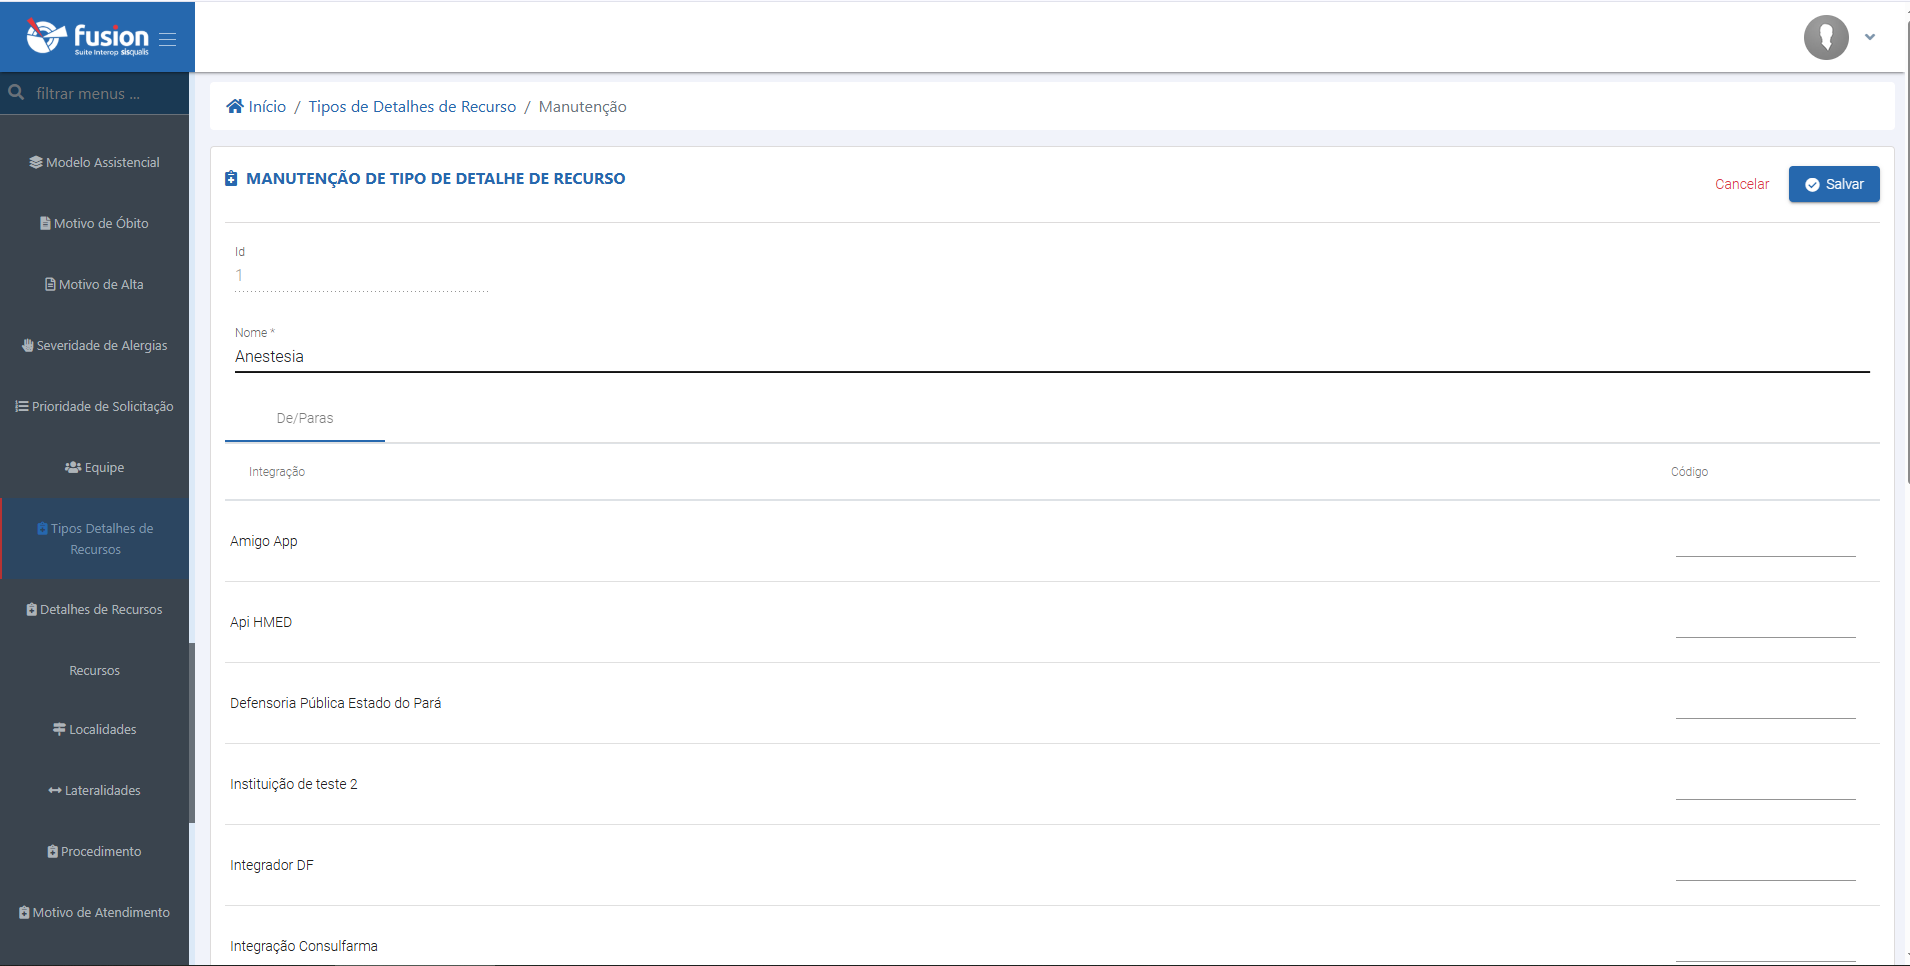 fusion
Suite Interop sisqualis
filtrar menus ...
Modelo Assistencial
Motivo de Óbito
Motivo de Alta
Severidade de Alergias
Prioridade de Solicitação
Equipe
Tipos Detalhes de
Recursos
Detalhes de Recursos
Recursos
Localidades
Lateralidades
Procedimento
Motivo de Atendimento
Início / Tipos de Detalhes de Recurso / Manutenção
MANUTENÇÃO DE TIPO DE DETALHE DE RECURSO
Cancelar
Salvar
Id
1
Nome *
Anestesia
De/Paras
Integração
Código
Amigo App
Api HMED
Defensoria Pública Estado do Pará
Instituição de teste 2
Integrador DF
Integração Consulfarma